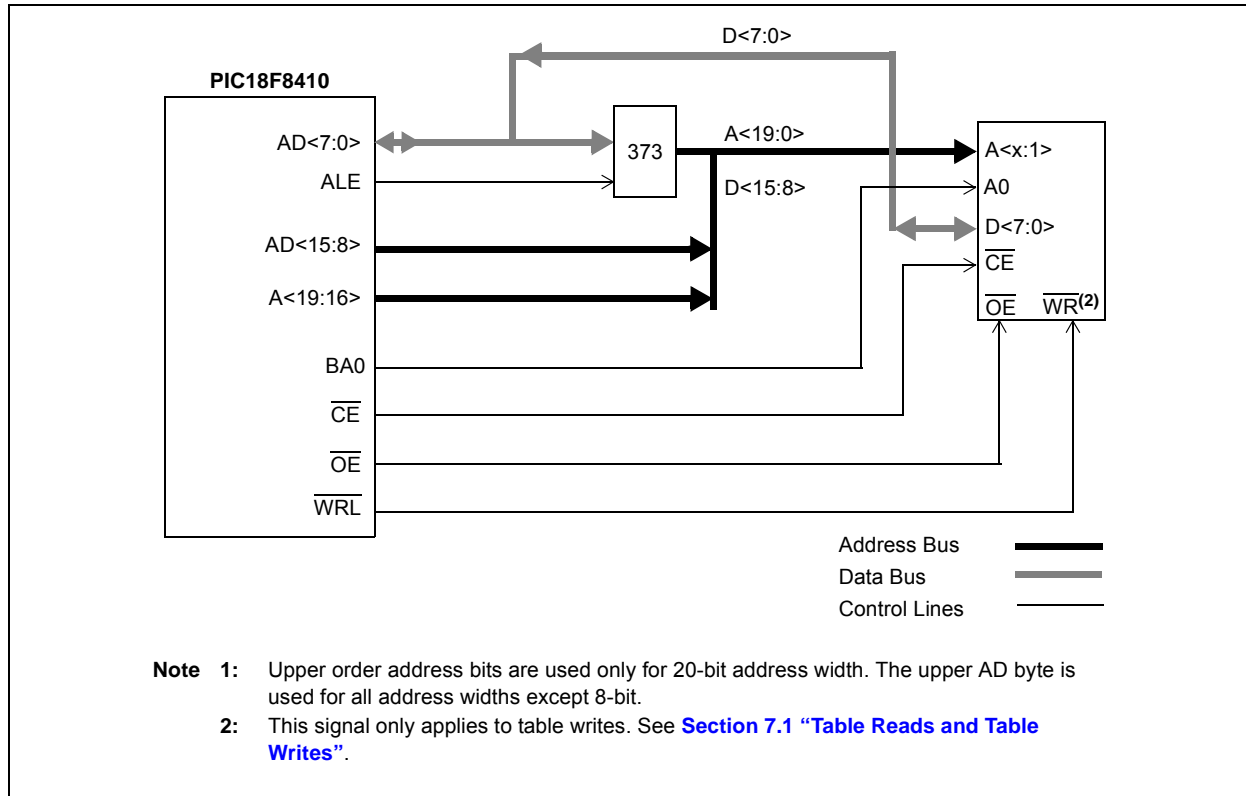 D<7:0>
PIC18F8410
AD<7:0>
373
A<19:0>
A<x:1>
ALE
D<15:8>
A0
AD<15:8>
D<7:0>
CE
A<19:16>
OE
WR(2)
BA0
CE
OE
WRL
Address Bus
Data Bus
Control Lines
Note 1: Upper order address bits are used only for 20-bit address width. The upper AD byte is
used for all address widths except 8-bit.
2: This signal only applies to table writes. See Section 7.1 “Table Reads and Table
Writes”.